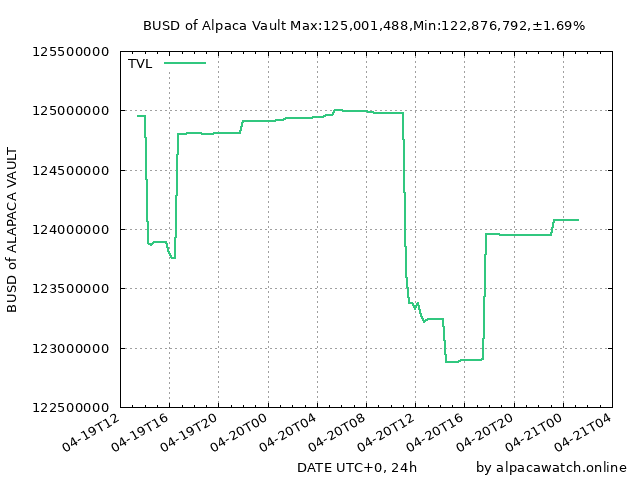 BUSD of Alpaca Vault Max:125,001,488,Min:122,876,792,±1.69%
TVL
125500000
125000000
124500000
124000000
123500000
123000000
122500000
BUSD of ALAPACA VAULT
04-19T12
04-19T16
04-19T20
04-20T00
04-20T04
04-20T08
04-20T12
04-20T16
04-20T20
04-21T00
04-21T04
DATE UTC+0, 24h
by alpacawatch.online